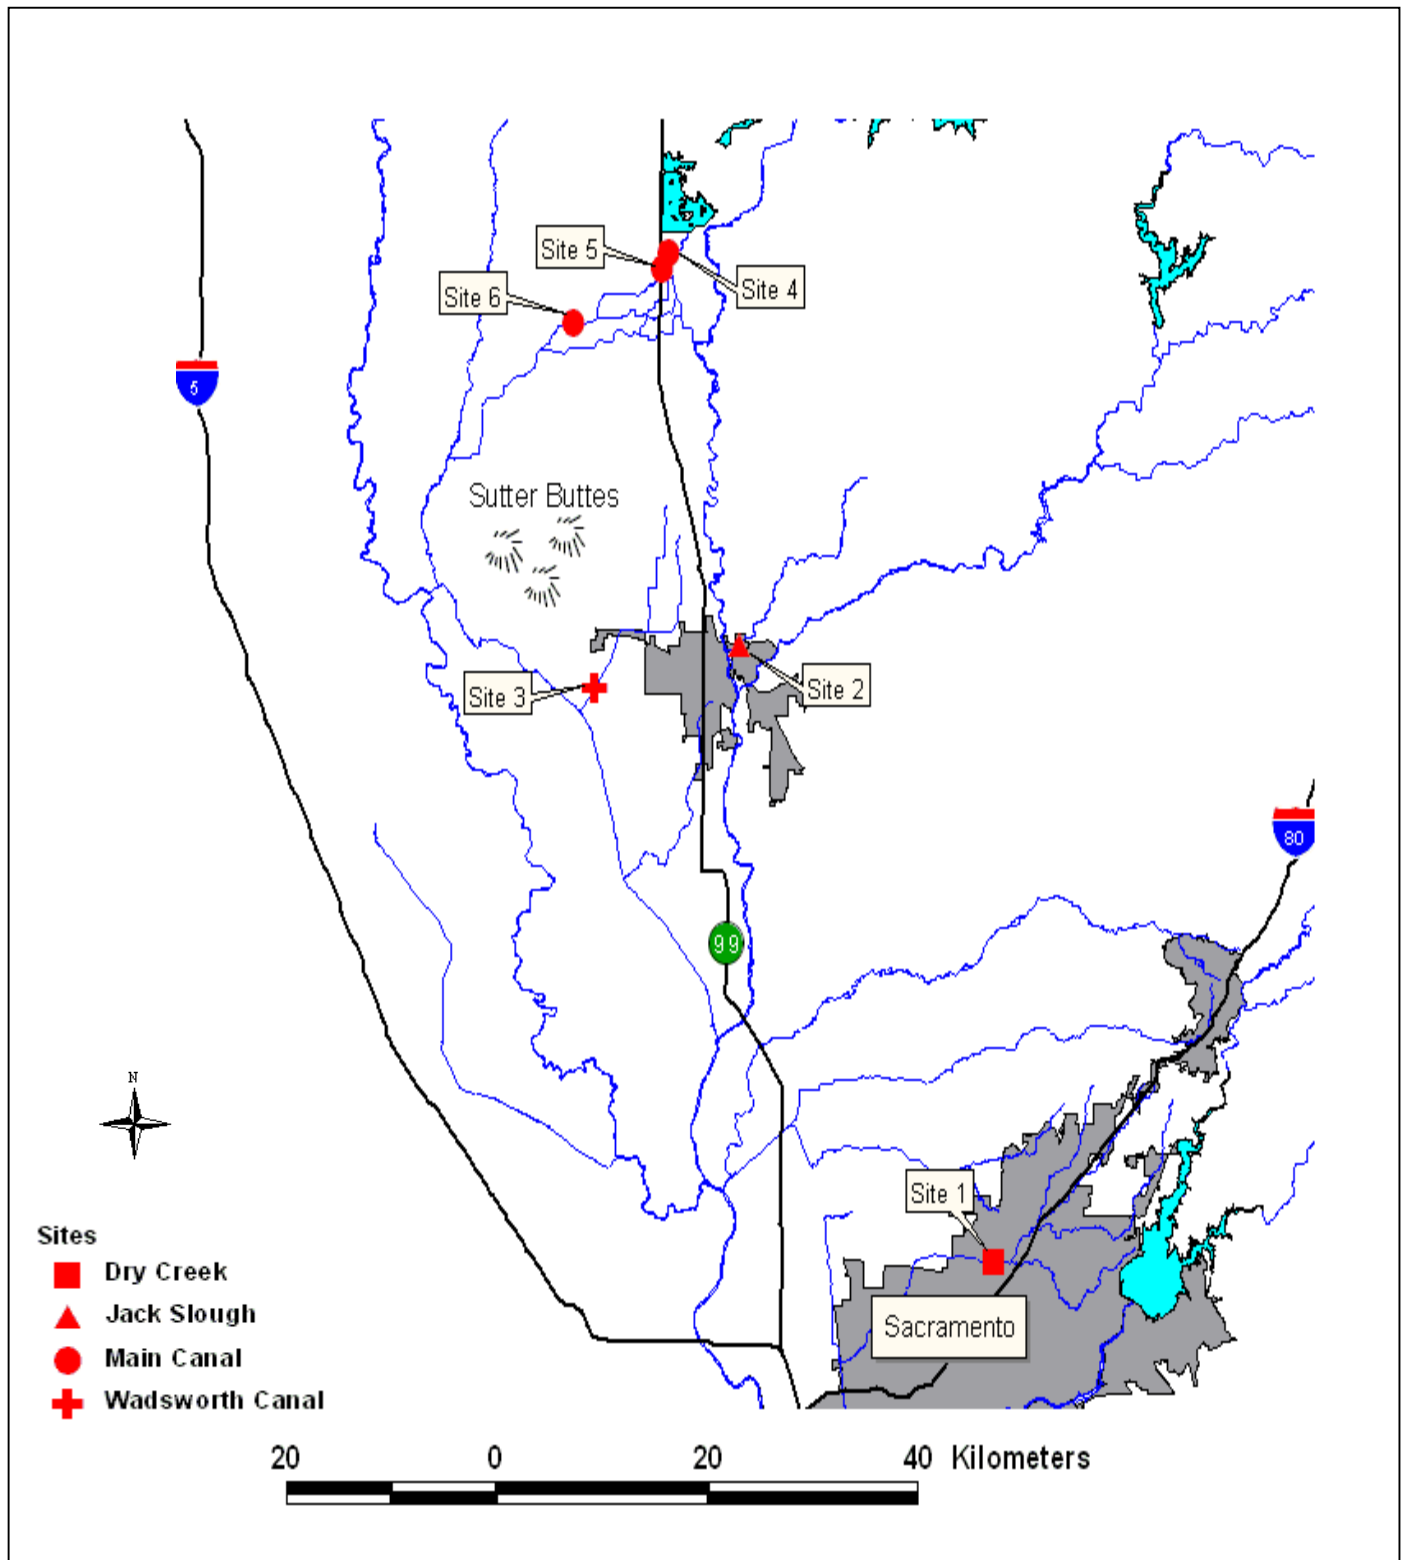 Site 5
Site 4
Site 6
5
Sutter Buttes
Site 3
Site 2
80
99
N
Site 1
Sacramento
Sites
Dry Creek
Jack Slough
Main Canal
Wadsworth Canal
20 0 20 40 Kilometers